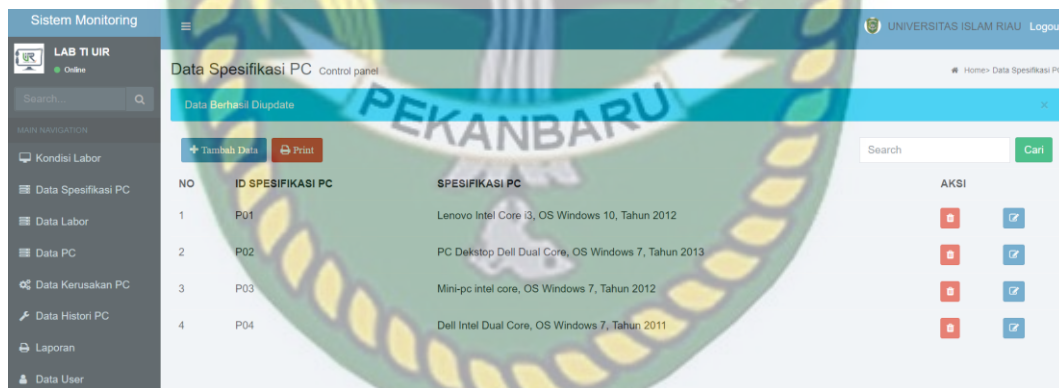 Sistem Monitoring
UNIVERSITAS ISLAM RIAU Logou
UR
LAB TI UIR
Online
Data Spesifikasi PC Control panel
Home> Data Spesifikasi P
Search...
Data Berhasil Diupdate ×
PEKANBARU
MAIN NAVIGATION
Tambah Data Print
Search Cari
Kondisi Labor
Data Spesifikasi PC
Data Labor
Data PC
Data Kerusakan PC
Data Histori PC
Laporan
Data User
NO ID SPESIFIKASI PC SPESIFIKASI PC AKSI
1 P01 Lenovo Intel Core i3, OS Windows 10, Tahun 2012
2 P02 PC Dekstop Dell Dual Core, OS Windows 7, Tahun 2013
3 P03 Mini-pc intel core, OS Windows 7, Tahun 2012
4 P04 Dell Intel Dual Core, OS Windows 7, Tahun 2011